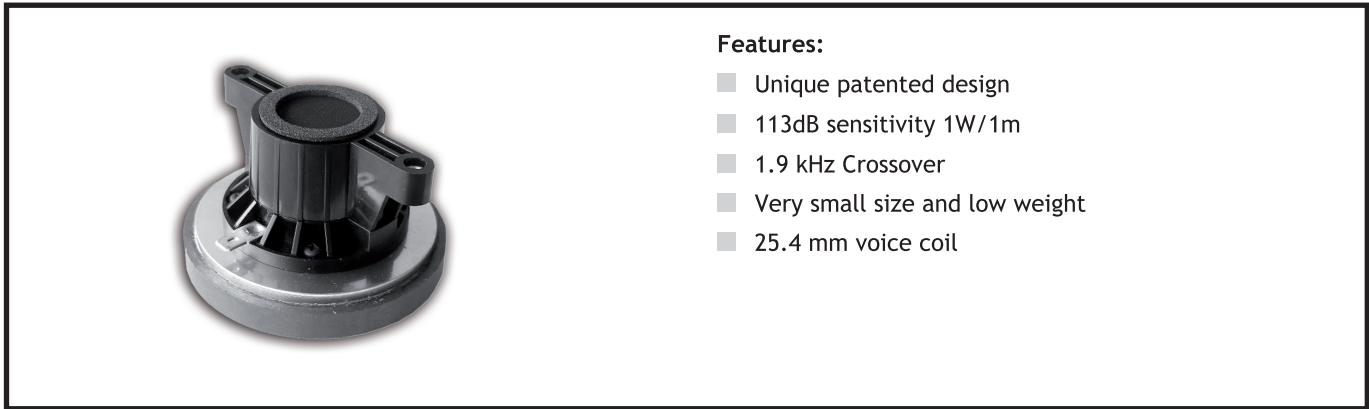 Features:
Unique patented design
113dB sensitivity 1W/1m
1.9 kHz Crossover
Very small size and low weight
25.4 mm voice coil